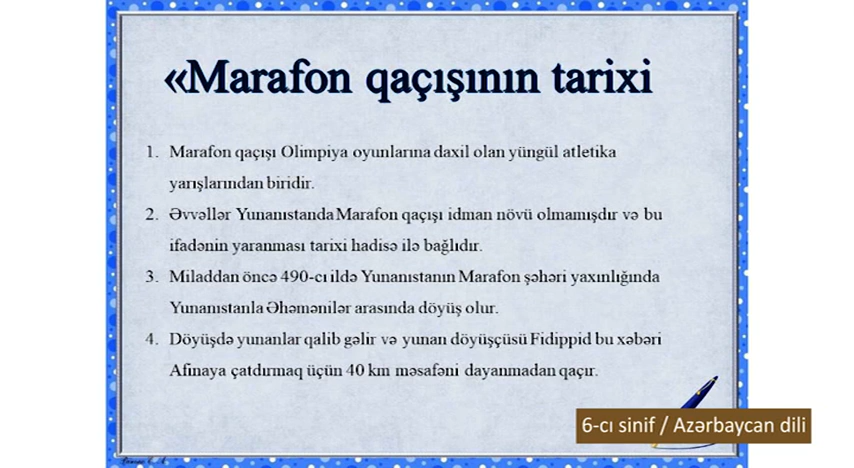 «Marafon qaçışının tarixi
1. Marafon qaçışı Olimpiya oyunlarına daxil olan yüngül atletika
yarışlarından biridir.
2. Əvvəllər Yunanıstanda Marafon qaçışı idman növü olmamışdır və bu
ifadənin yaranması tarixi hadisə ilə bağlıdır.
3. Miladdan öncə 490-cı ildə Yunanıstanın Marafon şəhəri yaxınlığında
Yunanıstanla Əhəmənilər arasında döyüş olur.
4. Döyüşdə yunanlar qalib gəlir və yunan döyüşçüsü Fidippid bu xəbəri
Afinaya çatdırmaq üçün 40 km məsafəni dayanmadan qaçır.
6-cı sinif / Azərbaycan dili